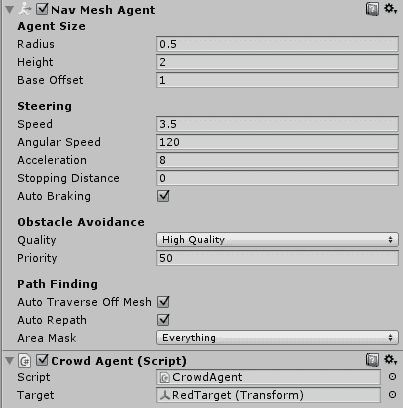 Nav Mesh Agent
Agent Size
Radius 0.5
Height 2
Base Offset 1
Steering
Speed 3.5
Angular Speed 120
Acceleration 8
Stopping Distance 0
Auto Braking
Obstacle Avoidance
Quality High Quality
Priority 50
Path Finding
Auto Traverse Off Mesh
Auto Repath
Area Mask Everything
Crowd Agent (Script)
Script CrowdAgent
Target RedTarget (Transform)